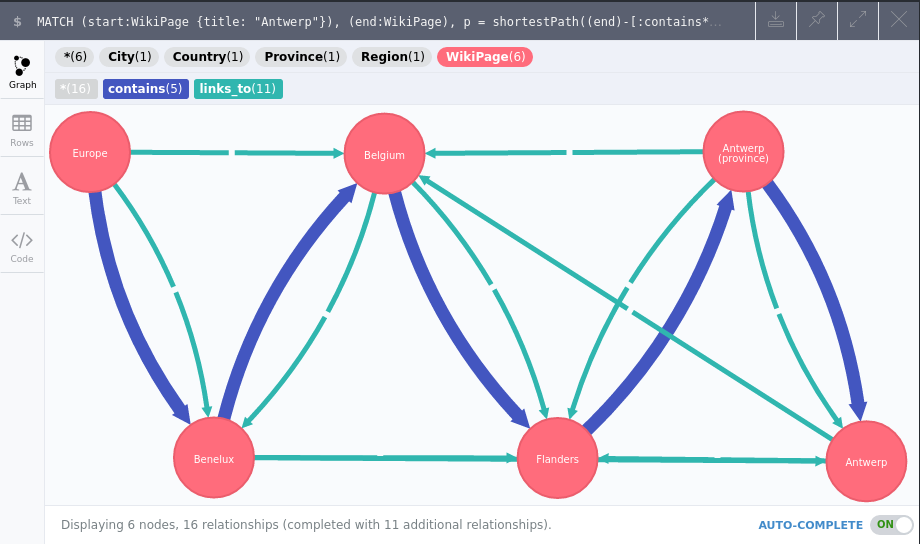 $ MATCH (start:WikiPage {title: "Antwerp"}), (end:WikiPage), p = shortestPath((end)-[:contains*…
Graph
Rows
Text
Code
*(6) City(1) Country(1) Province(1) Region(1) WikiPage(6)
*(16) contains(5) links_to(11)
Europe
Belgium
Antwerp
(province)
Benelux
Flanders
Antwerp
Displaying 6 nodes, 16 relationships (completed with 11 additional relationships).
AUTO-COMPLETE ON